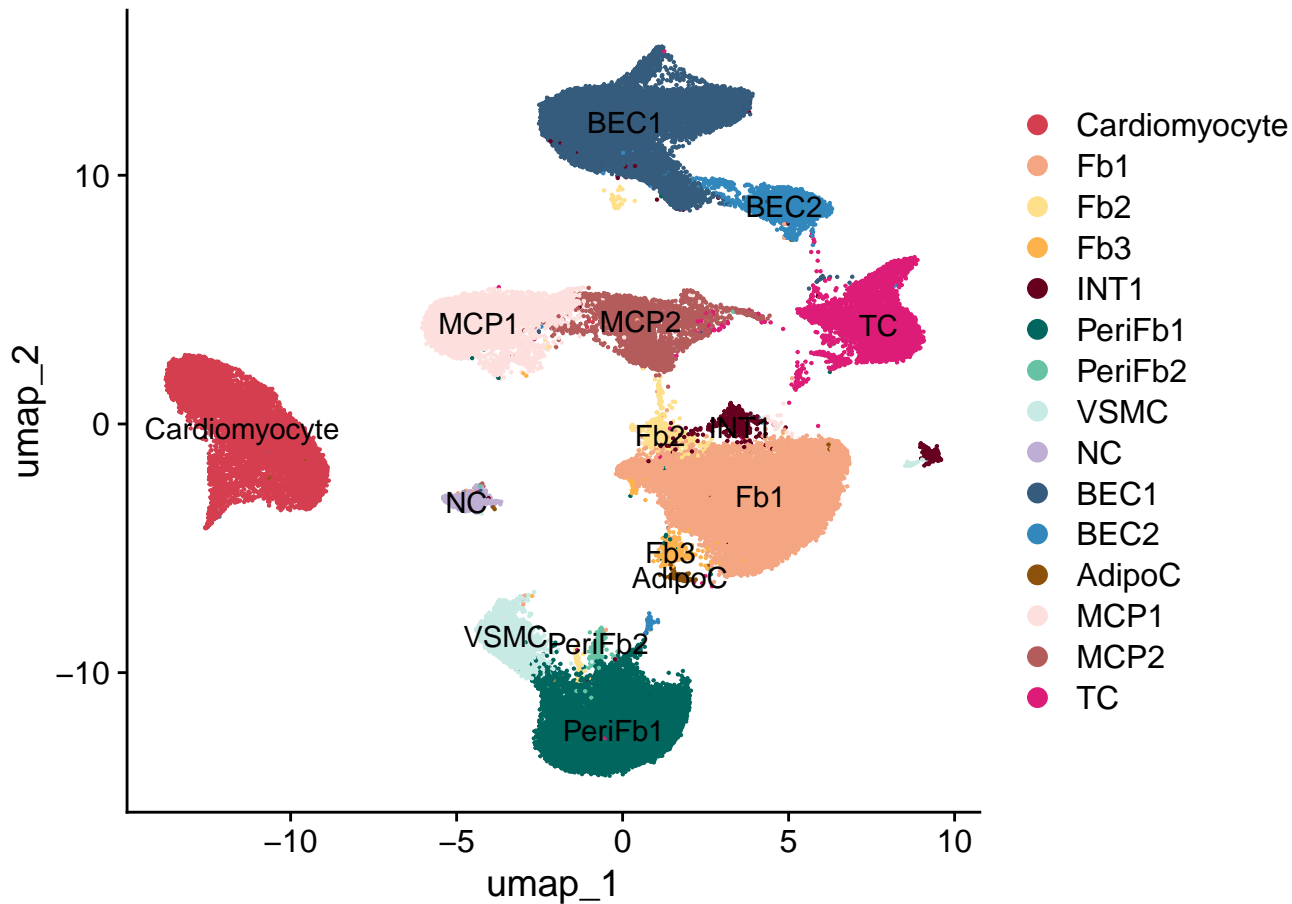 BEC1
BEC2
MCP1
MCP2
TC
Cardiomyocyte
Fb2
INT1
NC
Fb1
Fb3
AdipoC
VSMC
PeriFb2
PeriFb1
10
0
−10
umap_2
−10
−5
0
5
10
umap_1
Cardiomyocyte
Fb1
Fb2
Fb3
INT1
PeriFb1
PeriFb2
VSMC
NC
BEC1
BEC2
AdipoC
MCP1
MCP2
TC